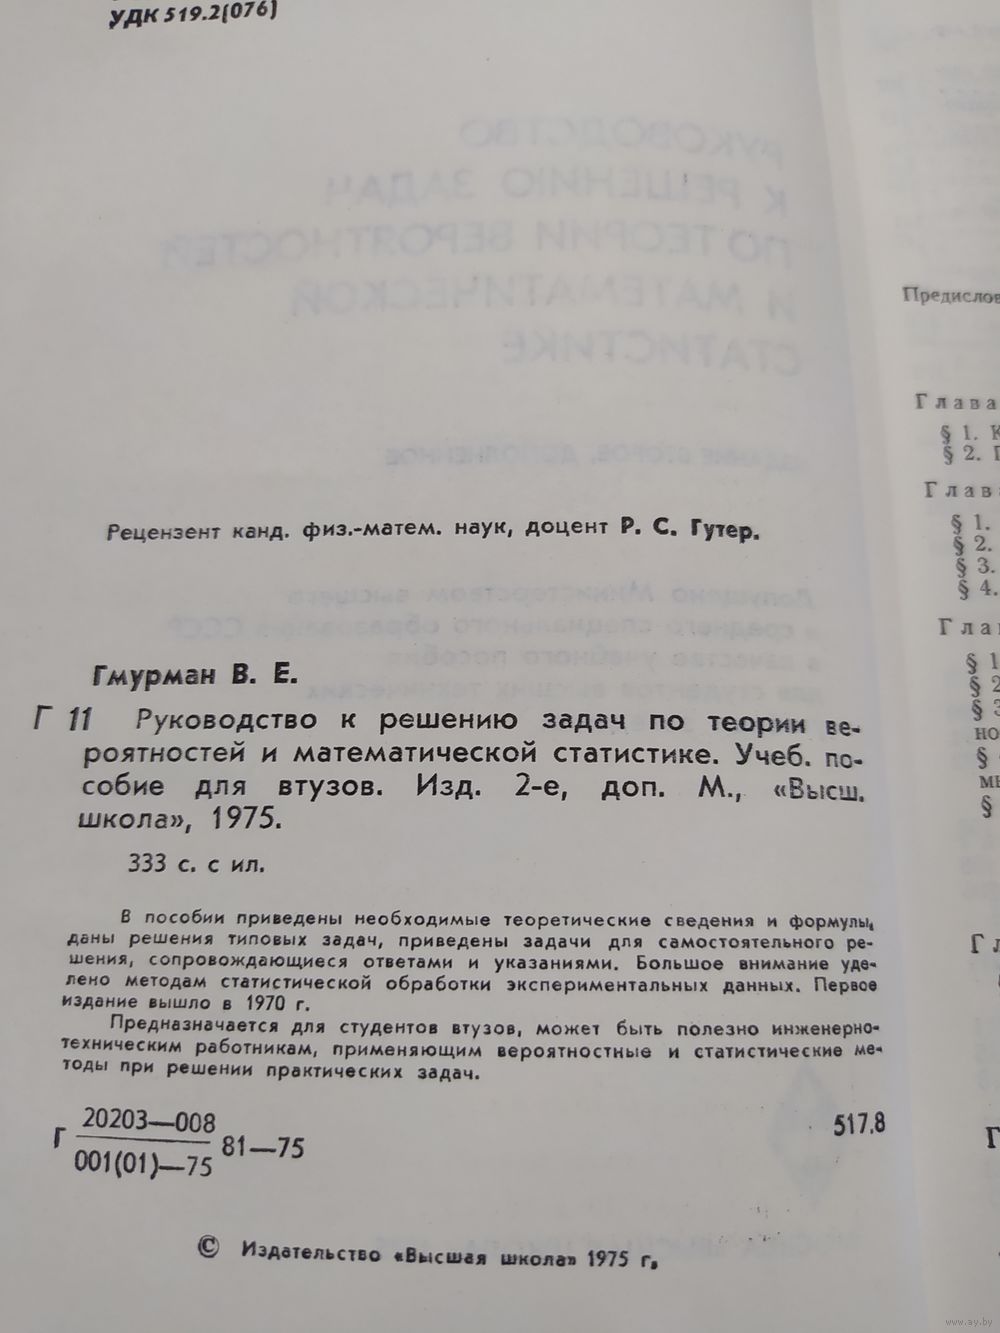 УДК 519.2(076)
Рецензент канд. физ.-матем. наук, доцент Р. С. Гутер.
Гмурман В. Е.
Г 11 Руководство к решению задач по теории ве-
роятностей и математической статистике. Учеб. по-
собие для втузов. Изд. 2-е, доп. М., «Высш.
школа», 1975.
333 с. с ил.
В пособии приведены необходимые теоретические сведения и формулы,
даны решения типовых задач, приведены задачи для самостоятельного ре-
шения, сопровождающиеся ответами и указаниями. Большое внимание уде-
лено методам статистической обработки экспериментальных данных. Первое
издание вышло в 1970 г.
Предназначается для студентов втузов, может быть полезно инженерно-
техническим работникам, применяющим вероятностные и статистические ме-
тоды при решении практических задач.
Г 20203—008
001(01)—75 81—75
517.8
© Издательство «Высшая школа» 1975 г.
Глава
§ 1.
§ 2.
§ 1.
§ 2.
§ 3.
§ 4.
www.ay.by